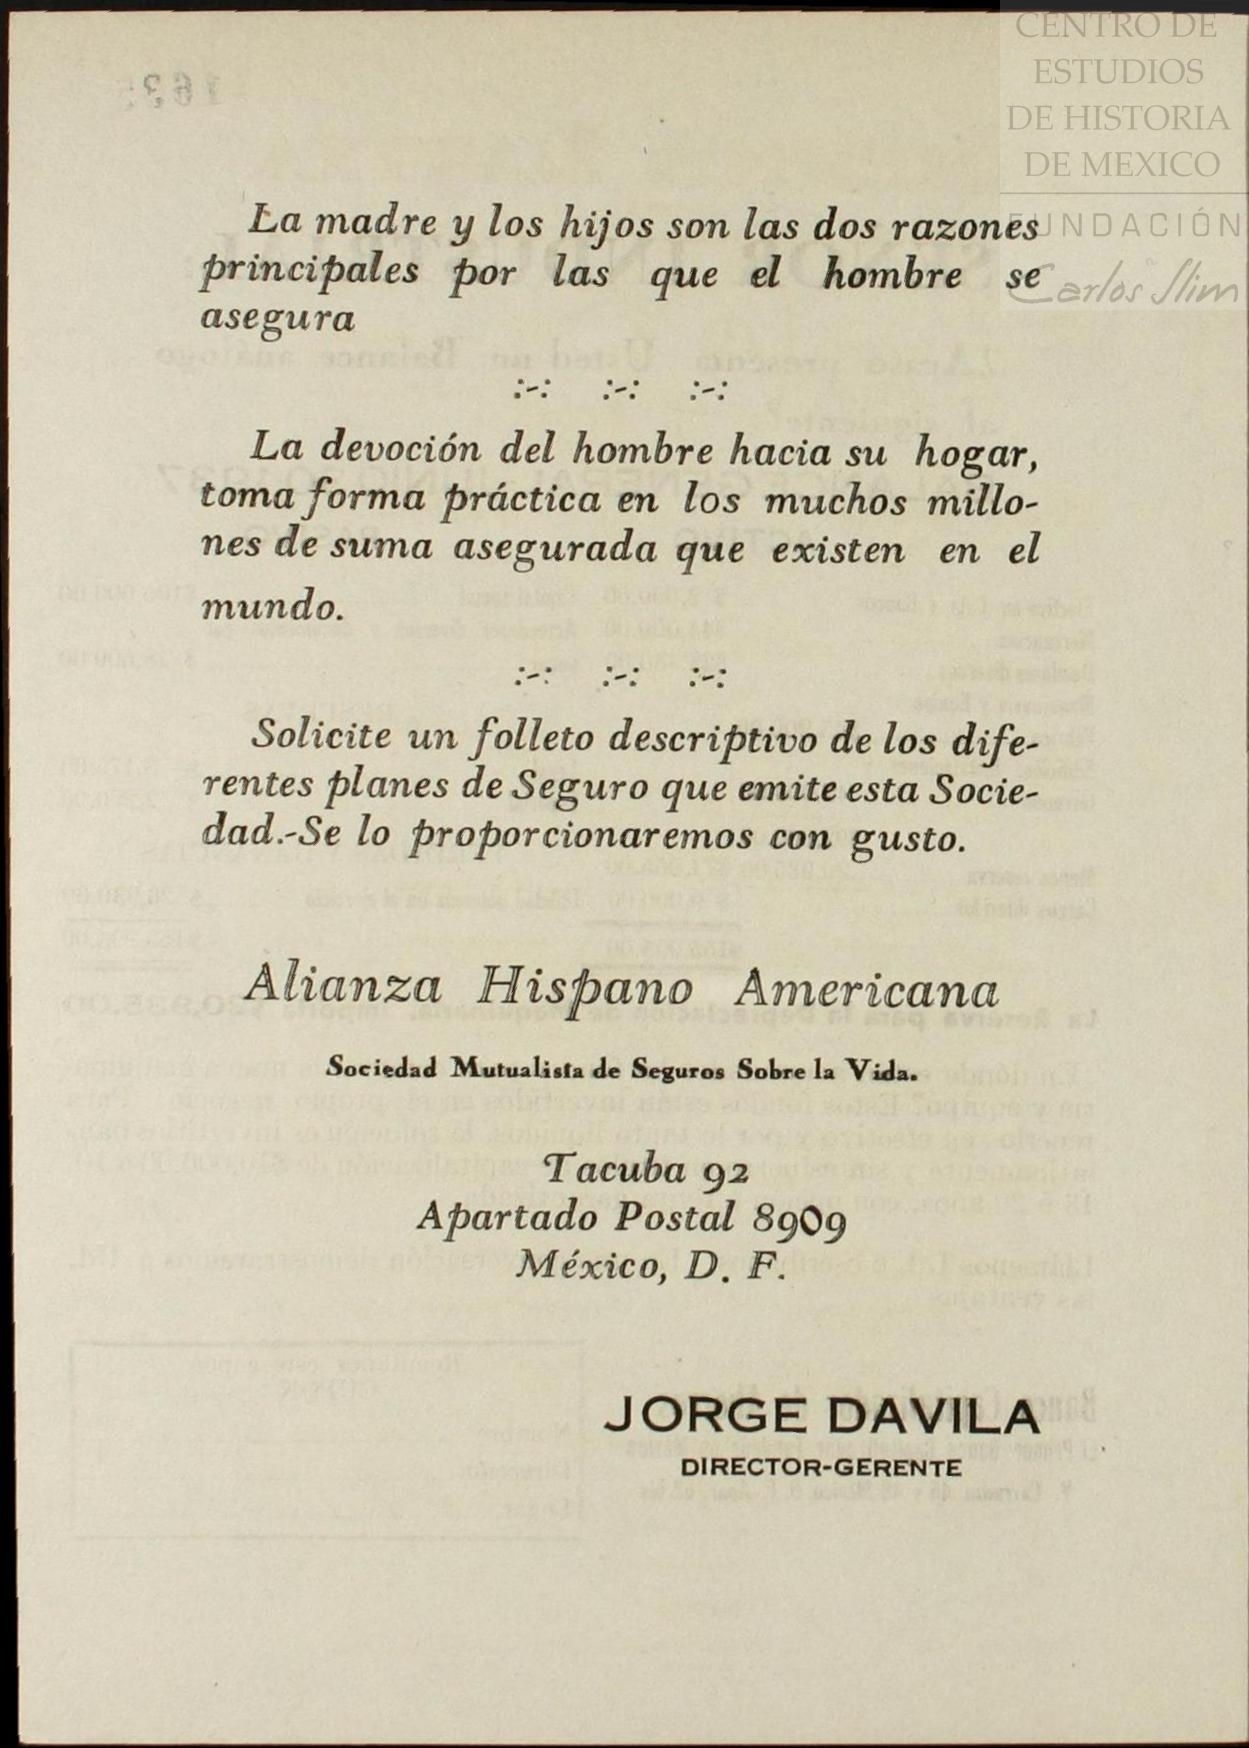 CENTRO DE
ESTUDIOS
DE HISTORIA
DE MEXICO
FUNDACIÓN
Carlos Slim
La madre y los hijos son las dos razones
principales por las que el hombre se
asegura
:-: :-: :-:
La devoción del hombre hacia su hogar,
toma forma práctica en los muchos millo-
nes de suma asegurada que existen en el
mundo.
:-: :-: :-:
Solicite un folleto descriptivo de los dife-
rentes planes de Seguro que emite esta Socie-
dad.-Se lo proporcionaremos con gusto.
Alianza Hispano Americana
Sociedad Mutualista de Seguros Sobre la Vida.
Tacuba 92
Apartado Postal 8909
México, D. F.
JORGE DAVILA
DIRECTOR-GERENTE